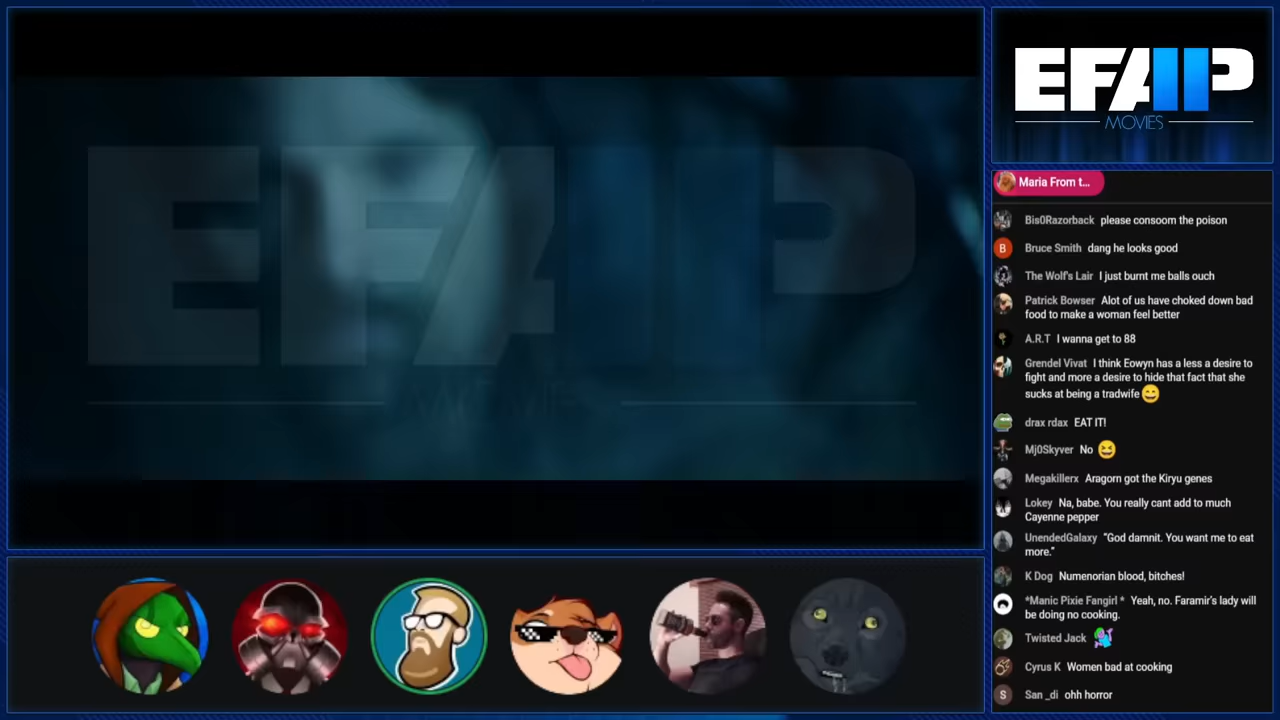 EFAP
MOVIES
EFAP
Maria From t...
Bis0Razorback please consoom the poison
B
Bruce Smith dang he looks good
The Wolf's Lair I just burnt me balls ouch
Patrick Bowser Alot of us have choked down bad
food to make a woman feel better
A.R.T I wanna get to 88
Grendel Vivat I think Eowyn has a less a desire to
fight and more a desire to hide that fact that she
sucks at being a tradwife 😄
drax rdax EAT IT!
Mj0Skyver No 😆
Megakillerx Aragorn got the Kiryu genes
Lokey Na, babe. You really cant add to much
Cayenne pepper
UnendedGalaxy "God damnit. You want me to eat
more."
K Dog Numenorian blood, bitches!
*Manic Pixie Fangirl * Yeah, no. Faramir's lady will
be doing no cooking.
Twisted Jack
Cyrus K Women bad at cooking
S
San _di ohh horror